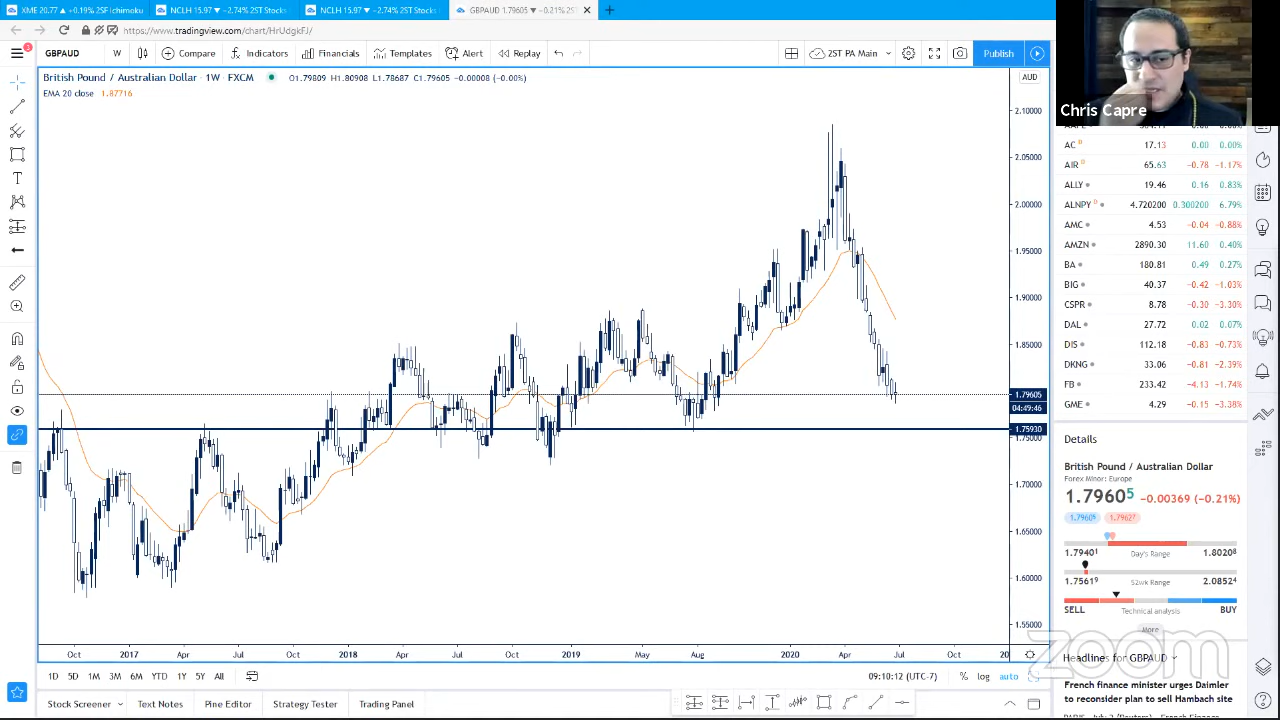 XME 20.77 ▲ +0.19% 2SF Ichimoku
NCLH 15.97 ▼ −2.74% 2ST Stocks
NCLH 15.97 ▼ −2.74% 2ST Stocks
GBPAUD 1.79605 ▼ −0.21% 2ST
https://www.tradingview.com/chart/HrUdgkFJ/
GBPAUD W Compare Indicators Financials Templates Alert Replay 2ST PA Main Publish
British Pound / Australian Dollar · 1W · FXCM
L1.78687 C1.79605 −0.00008 (−0.00%)
EMA 20 close 1.87716
AUD
2.10000
2.05000
2.00000
1.95000
1.90000
1.85000
1.79605
04:49:46
1.75930
1.75000
1.70000
1.65000
1.60000
1.55000
Oct 2017 Apr Jul Oct 2018 Apr Jul Oct 2019 May Aug 2020 Apr Jul Oct
1D 5D 1M 3M 6M YTD 1Y 5Y All
09:10:12 (UTC-7) % log auto
Stock Screener Text Notes Pine Editor Strategy Tester Trading Panel
Chris Capre
AC D 17.13 0.00 0.00%
AIR D 65.63 −0.78 −1.17%
ALLY 19.46 0.16 0.83%
ALNPY D 4.720200 0.300200 6.79%
AMC 4.53 −0.04 −0.88%
AMZN 2890.30 11.60 0.40%
BA 180.81 0.49 0.27%
BIG 40.37 −0.42 −1.03%
CSPR 8.78 −0.30 −3.30%
DAL 27.72 0.02 0.07%
DIS 112.18 −0.83 −0.73%
DKNG 33.06 −0.81 −2.39%
FB 233.42 −4.13 −1.74%
GME 4.29 −0.15 −3.38%
Details
British Pound / Australian Dollar
Forex Minor: Europe
1.79605 −0.00369 (−0.21%)
1.79605 1.79627
1.79401 Day's Range 1.80208
1.75619 52wk Range 2.08524
SELL Technical analysis BUY
More
zoom
Headlines for GBPAUD
French finance minister urges Daimler
to reconsider plan to sell Hambach site